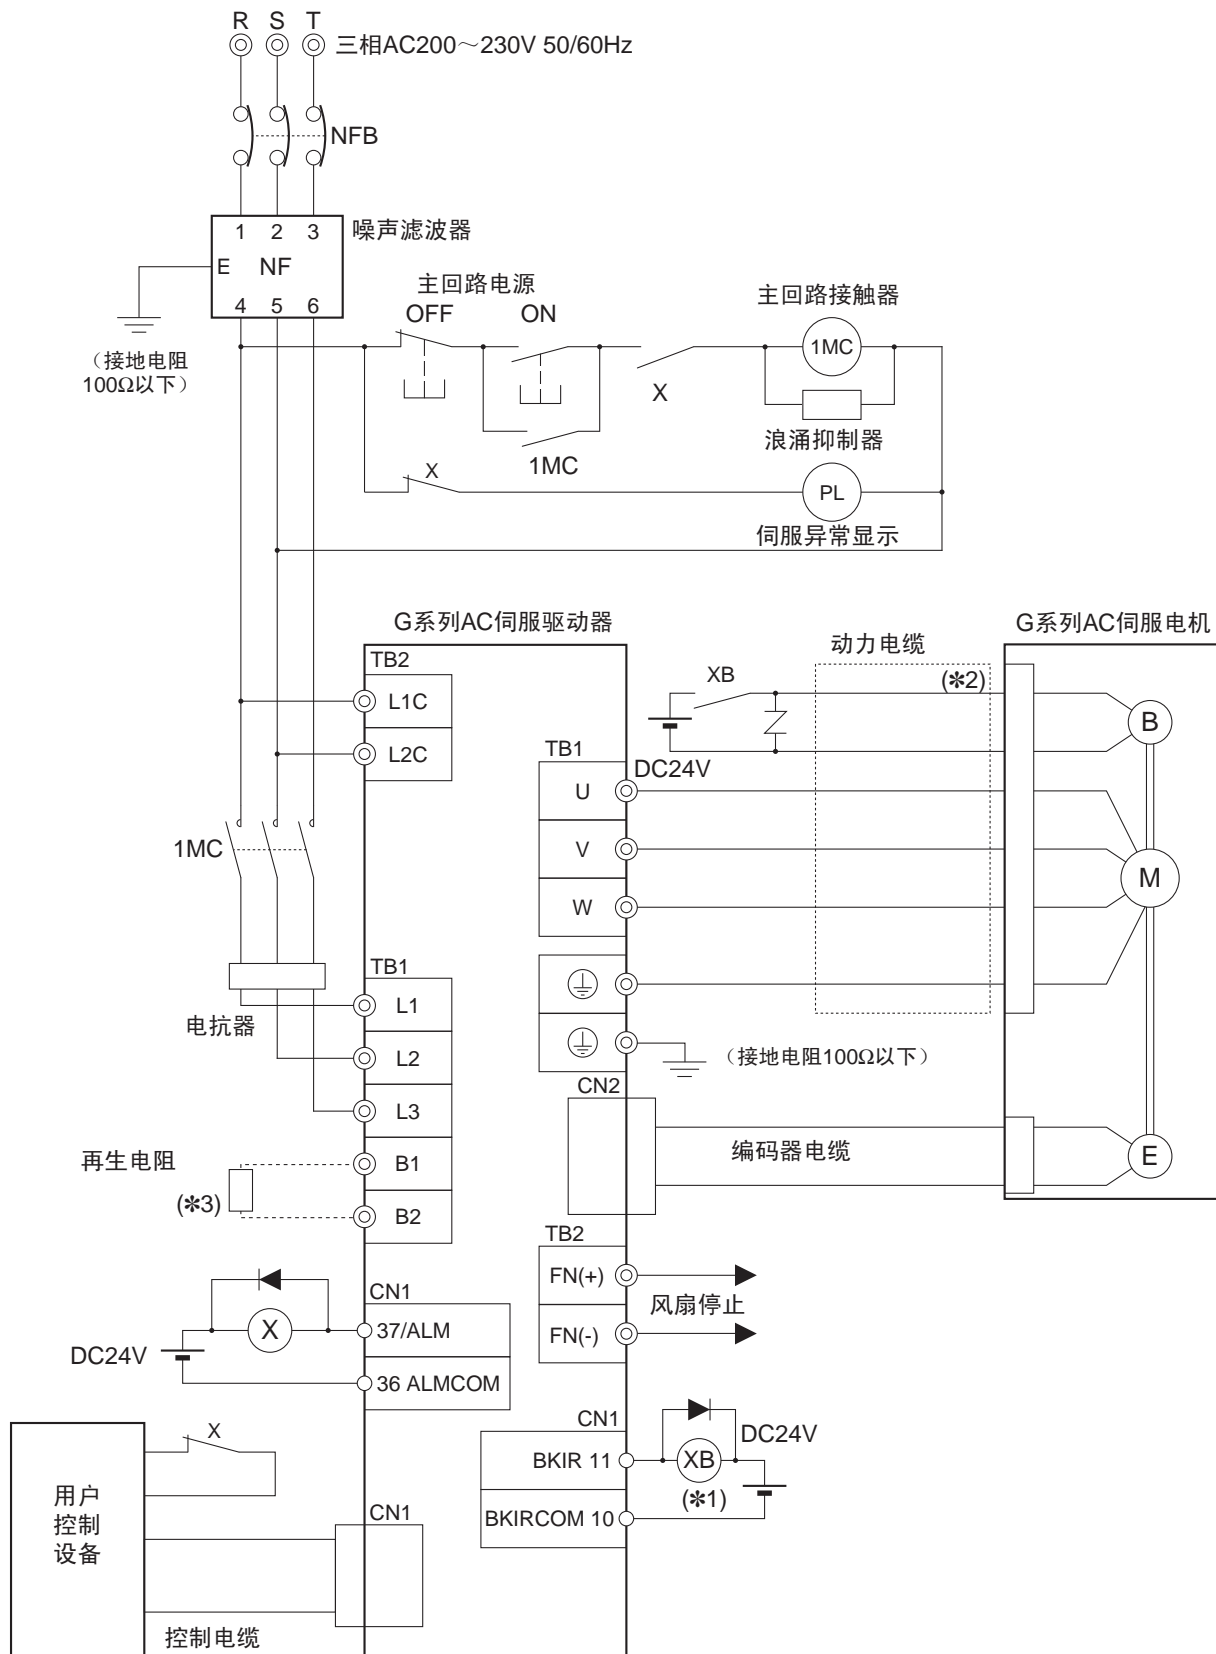 R S T
三相AC200～230V 50/60Hz
NFB
1 2 3
噪声滤波器
E NF
4 5 6
（接地电阻
100Ω以下）
主回路电源
OFF ON
主回路接触器
1MC
X
浪涌抑制器
1MC
X
PL
伺服异常显示
G系列AC伺服驱动器
G系列AC伺服电机
TB2
L1C
L2C
动力电缆
XB
(✽2)
B
DC24V
TB1
U
V
W
M
1MC
TB1
L1
电抗器
L2
L3
（接地电阻100Ω以下）
CN2
编码器电缆
E
再生电阻
(✽3)
B1
B2
TB2
FN(+)
风扇停止
FN(-)
CN1
X
37/ALM
DC24V
36 ALMCOM
CN1
DC24V
BKIR 11
XB
(✽1)
BKIRCOM 10
X
用户
控制
设备
CN1
控制电缆